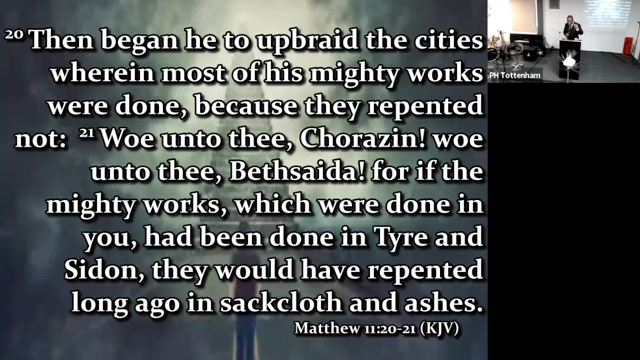 20 Then began he to upbraid the cities
wherein most of his mighty works
were done, because they repented
not: 21 Woe unto thee, Chorazin! woe
unto thee, Bethsaida! for if the
mighty works, which were done in
you, had been done in Tyre and
Sidon, they would have repented
long ago in sackcloth and ashes.
Matthew 11:20-21 (KJV)
PH Tottenham